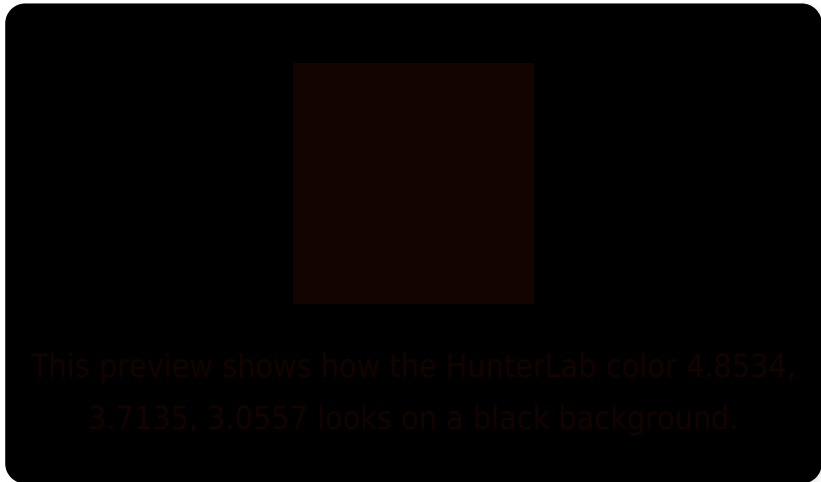 This preview shows how the HunterLab color 4.8534,
3.7135, 3.0557 looks on a black background.